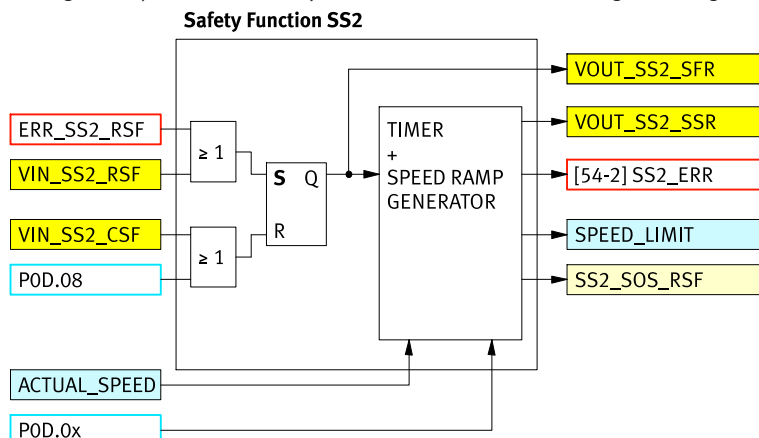 Safety Function SS2
VOUT_SS2_SFR
ERR_SS2_RSF
≥ 1
TIMER
+
SPEED RAMP
GENERATOR
VOUT_SS2_SSR
VIN_SS2_RSF
S Q
R
[54-2] SS2_ERR
VIN_SS2_CSF
≥ 1
SPEED_LIMIT
P0D.08
SS2_SOS_RSF
ACTUAL_SPEED
P0D.0x